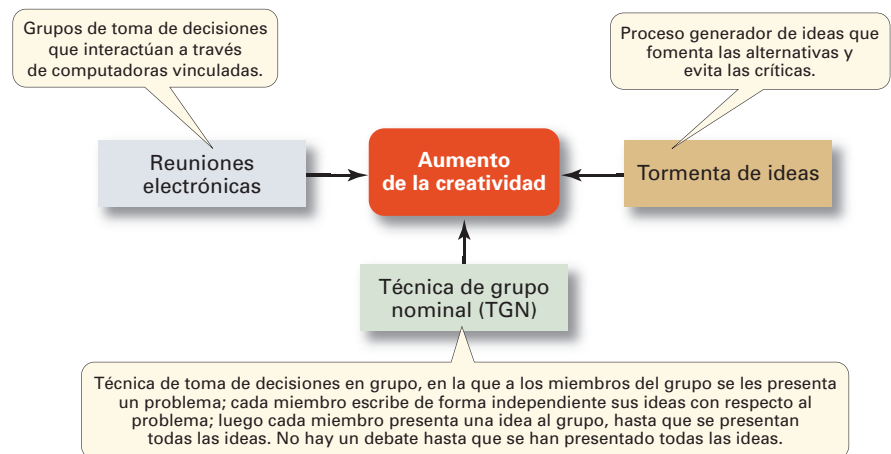 Grupos de toma de decisiones
que interactúan a través
de computadoras vinculadas.
Proceso generador de ideas que
fomenta las alternativas y
evita las críticas.
Reuniones
electrónicas
Aumento
de la creatividad
Tormenta de ideas
Técnica de grupo
nominal (TGN)
Técnica de toma de decisiones en grupo, en la que a los miembros del grupo se les presenta
un problema; cada miembro escribe de forma independiente sus ideas con respecto al
problema; luego cada miembro presenta una idea al grupo, hasta que se presentan
todas las ideas. No hay un debate hasta que se han presentado todas las ideas.